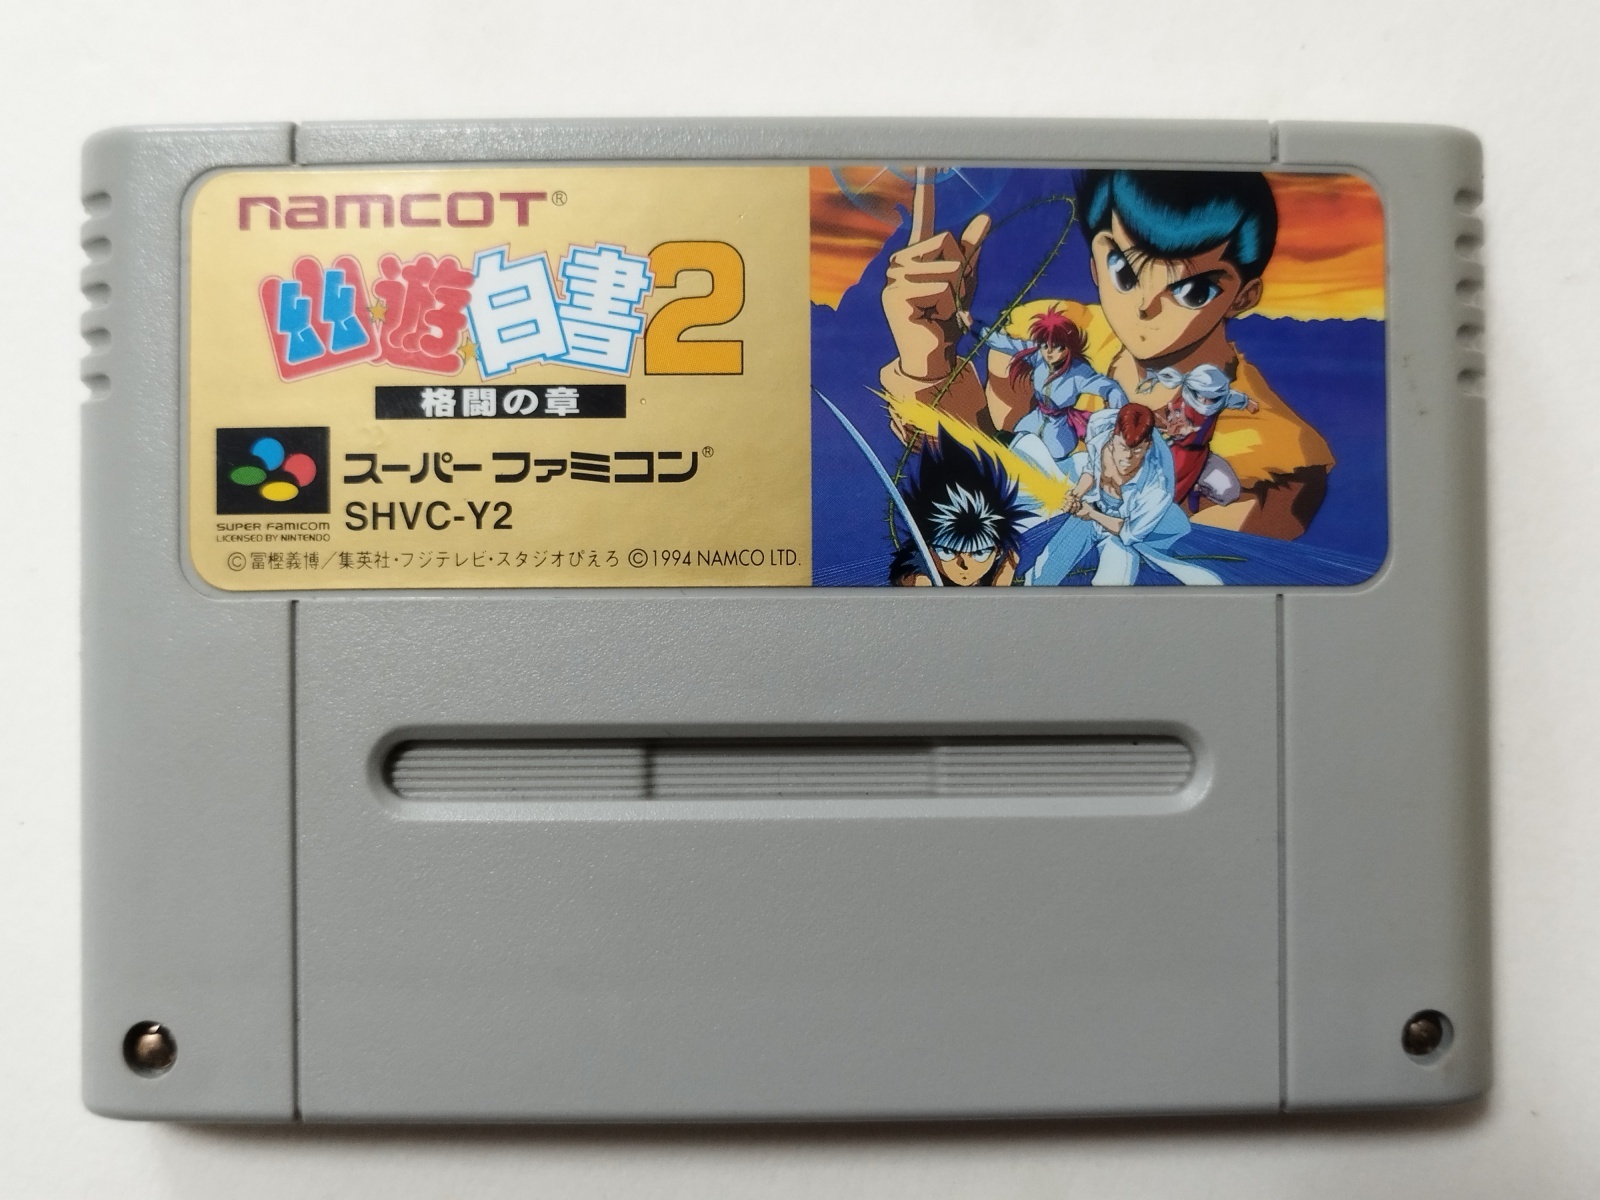 namcoT®
幽★遊★白書2
格闘の章
スーパーファミコン®
SHVC-Y2
SUPER FAMICOM
LICENSED BY NINTENDO
©冨樫義博／集英社・フジテレビ・スタジオぴえろ ©1994 NAMCO LTD.